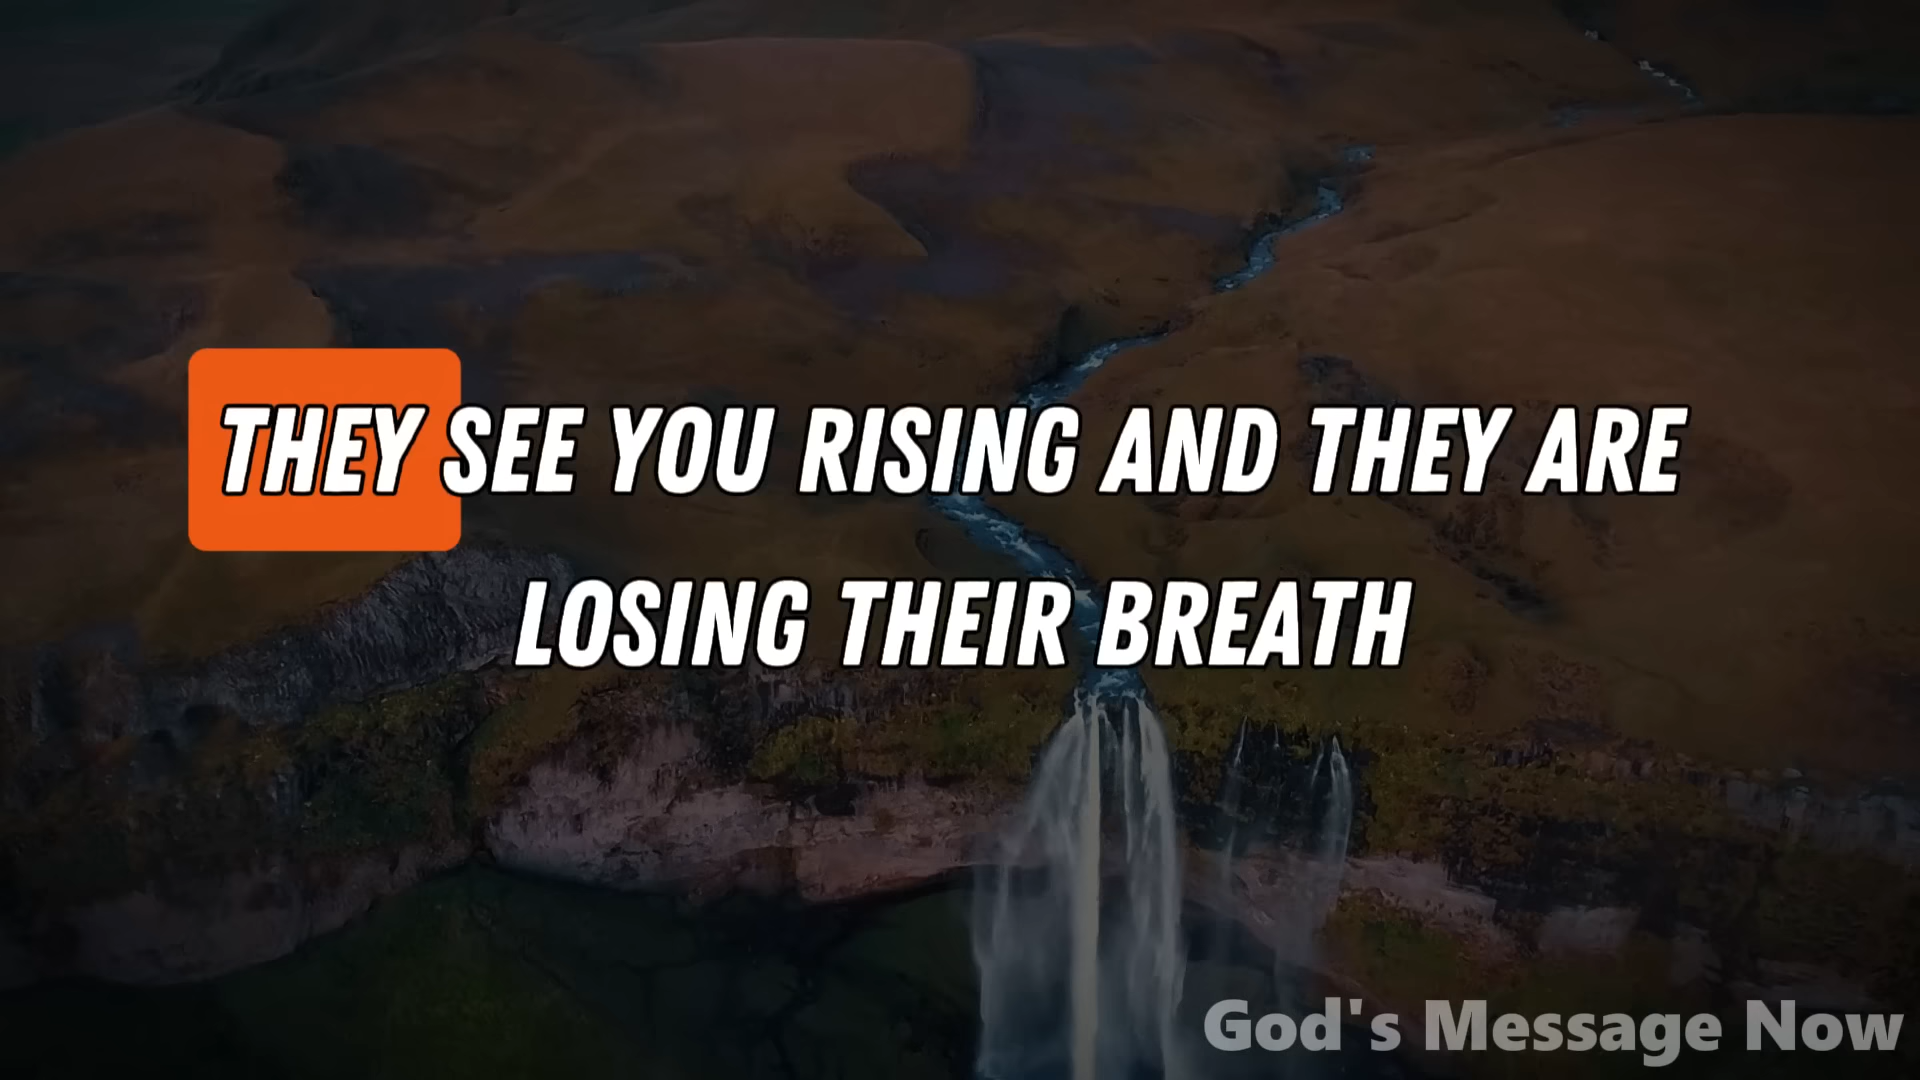 THEY SEE YOU RISING AND THEY ARE
LOSING THEIR BREATH
God's Message Now